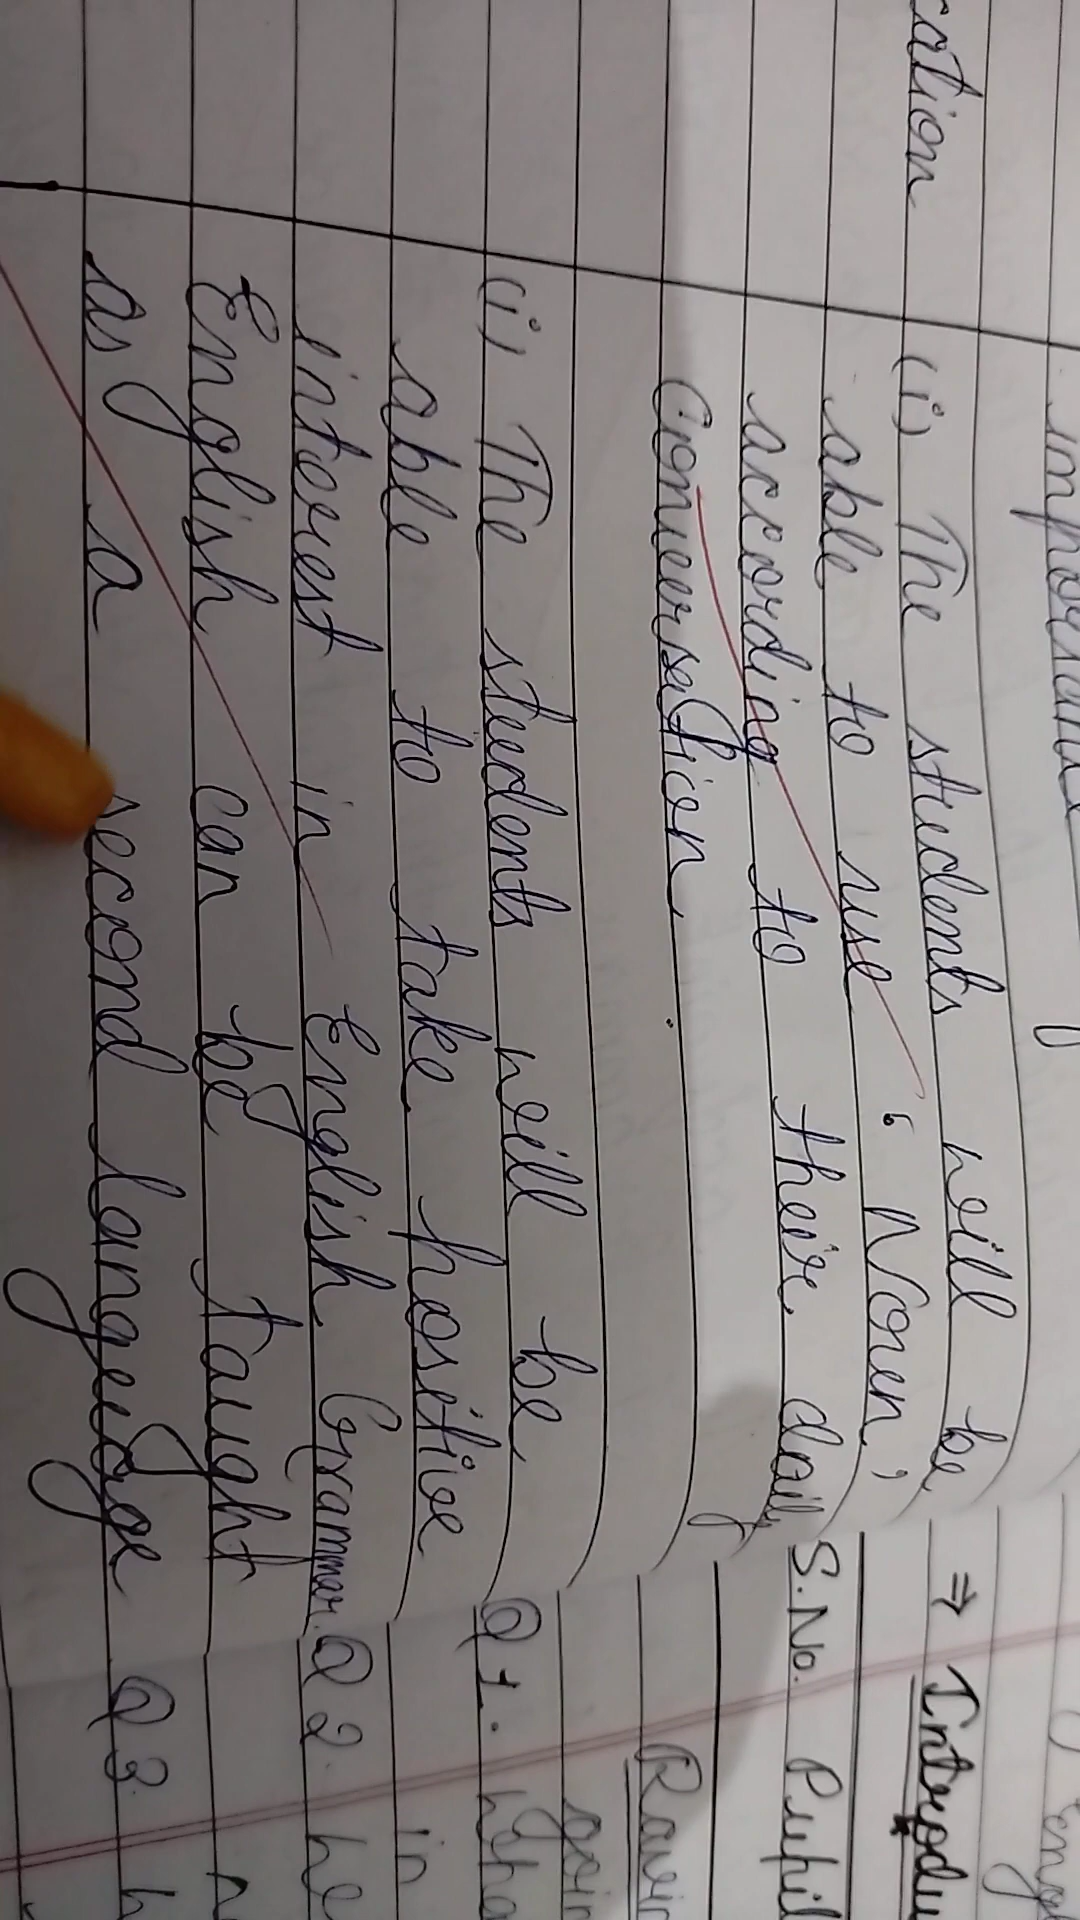 cation
(i) The students will be
able to use 'Noun'
according to their daily
Conversation
(i) The students will be
able to take positive
interest in English Grammar.
English can be taught
as a second language
⇒ Introdu
S.No. Pupil
Q1.
in
Q2.
Q3.